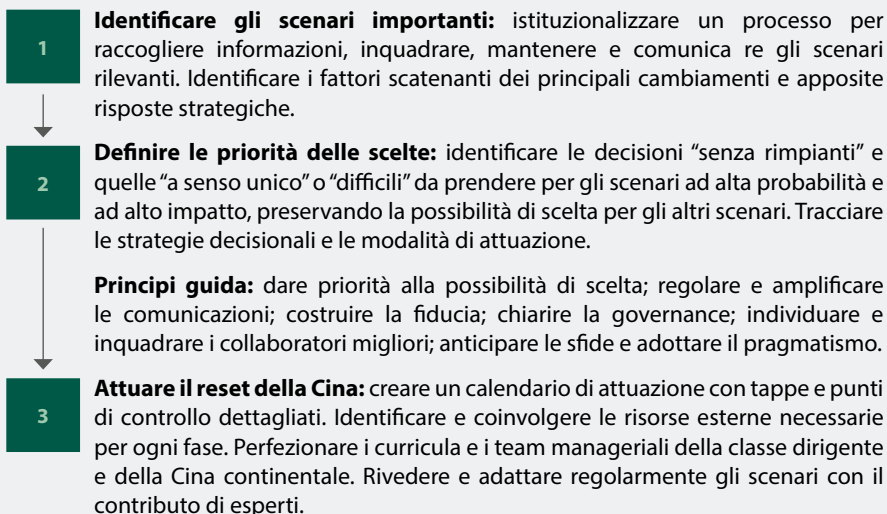 1
Identificare gli scenari importanti: istituzionalizzare un processo per
raccogliere informazioni, inquadrare, mantenere e comunica re gli scenari
rilevanti. Identificare i fattori scatenanti dei principali cambiamenti e apposite
risposte strategiche.
2
Definire le priorità delle scelte: identificare le decisioni “senza rimpianti” e
quelle “a senso unico” o “difficili” da prendere per gli scenari ad alta probabilità e
ad alto impatto, preservando la possibilità di scelta per gli altri scenari. Tracciare
le strategie decisionali e le modalità di attuazione.
Principi guida: dare priorità alla possibilità di scelta; regolare e amplificare
le comunicazioni; costruire la fiducia; chiarire la governance; individuare e
inquadrare i collaboratori migliori; anticipare le sfide e adottare il pragmatismo.
3
Attuare il reset della Cina: creare un calendario di attuazione con tappe e punti
di controllo dettagliati. Identificare e coinvolgere le risorse esterne necessarie
per ogni fase. Perfezionare i curricula e i team manageriali della classe dirigente
e della Cina continentale. Rivedere e adattare regolarmente gli scenari con il
contributo di esperti.